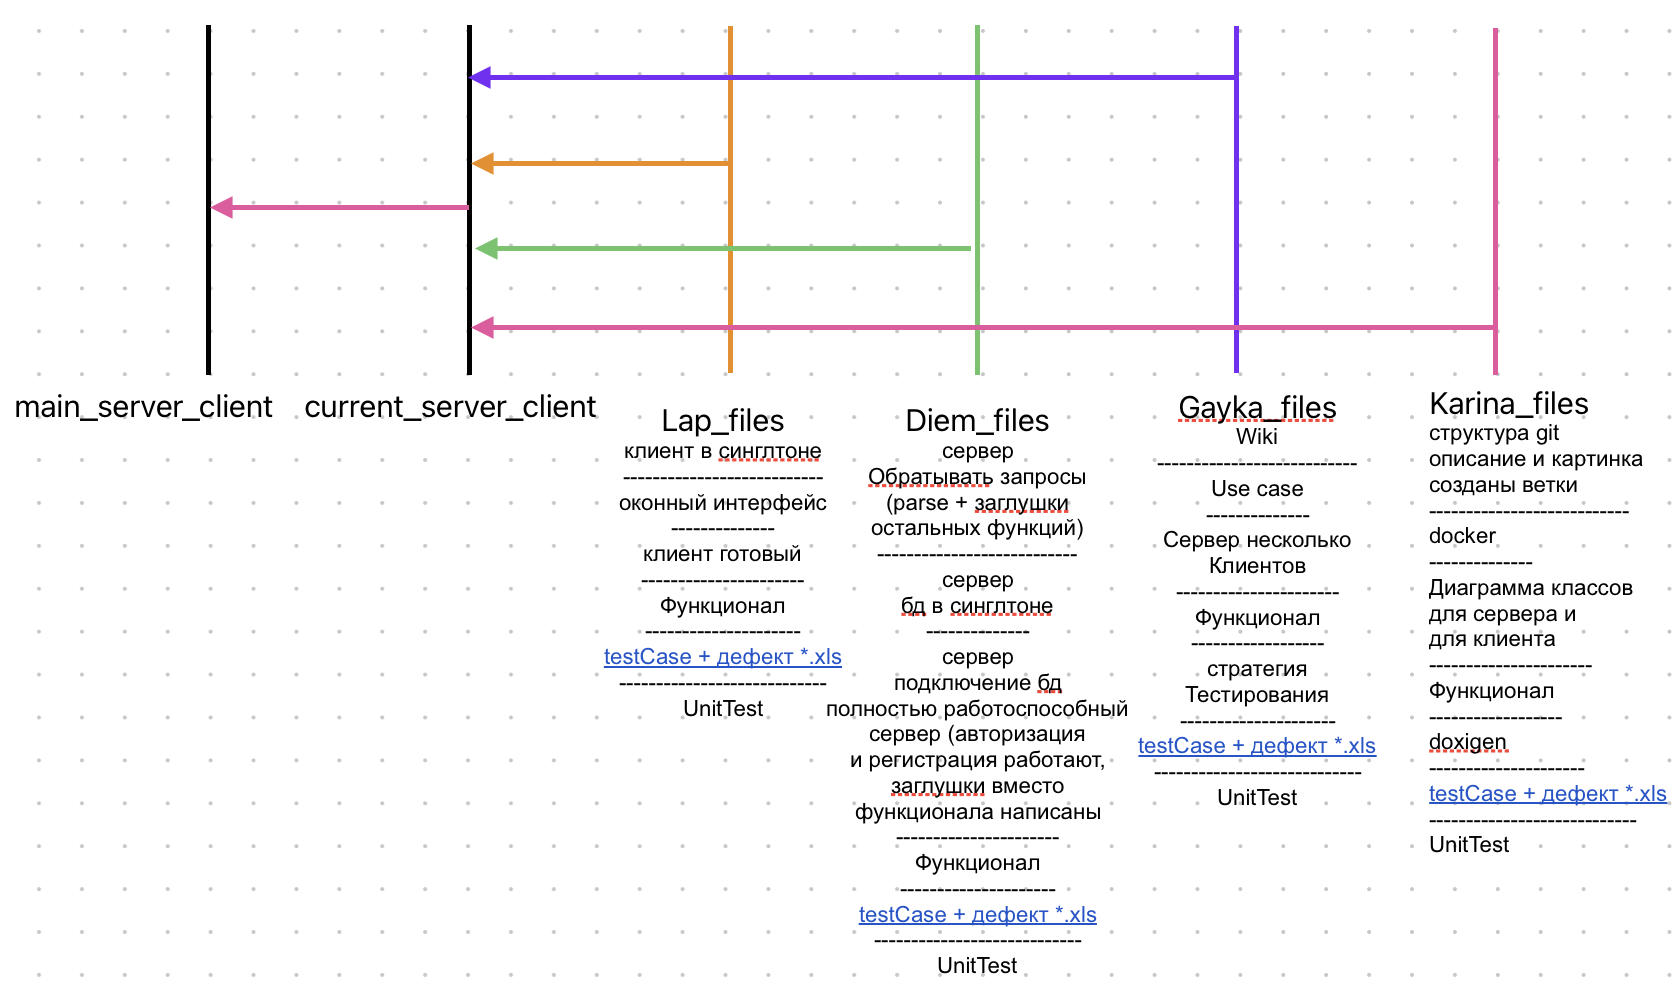 main_server_client
current_server_client
Lap_files
клиент в синглтоне
---------------------------
оконный интерфейс
--------------
клиент готовый
----------------------
Функционал
---------------------
testCase + дефект *.xls
----------------------------
UnitTest
Diem_files
сервер
Обратывать запросы
(parse + заглушки
остальных функций)
---------------------------
сервер
бд в синглтоне
--------------
сервер
подключение бд
полностью работоспособный
сервер (авторизация
и регистрация работают,
заглушки вместо
функционала написаны
----------------------
Функционал
---------------------
testCase + дефект *.xls
----------------------------
UnitTest
Gayka_files
Wiki
---------------------------
Use case
--------------
Сервер несколько
Клиентов
----------------------
Функционал
------------------
стратегия
Тестирования
---------------------
testCase + дефект *.xls
----------------------------
UnitTest
Karina_files
структура git
описание и картинка
созданы ветки
---------------------------
docker
--------------
Диаграмма классов
для сервера и
для клиента
----------------------
Функционал
------------------
doxigen
---------------------
testCase + дефект *.xls
----------------------------
UnitTest